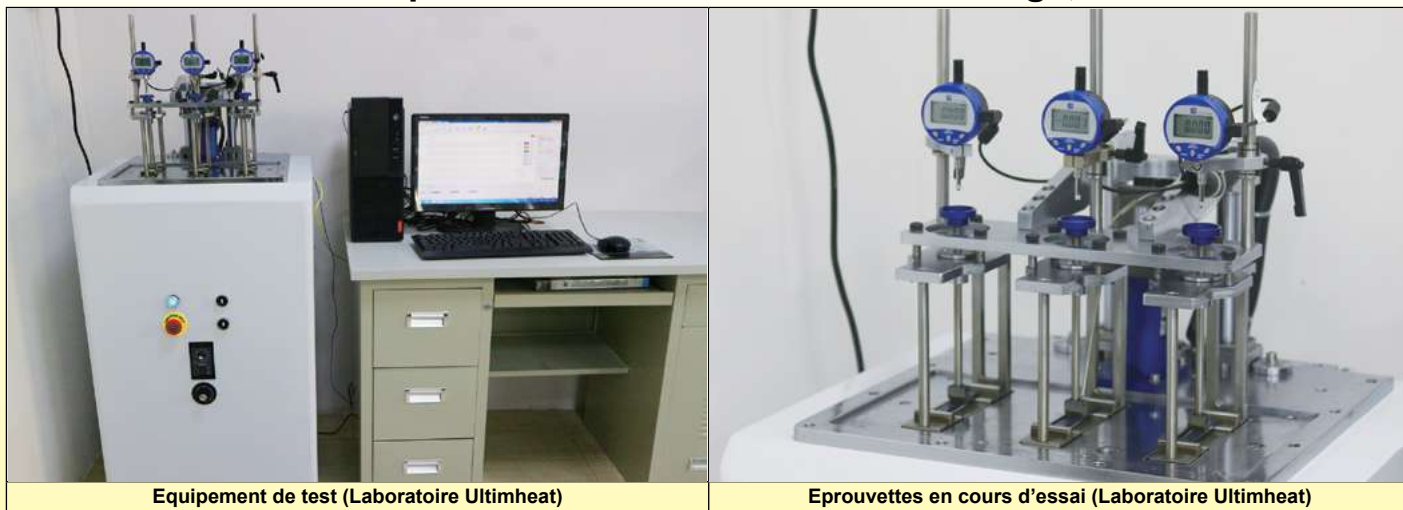 Equipement de test (Laboratoire Ultimheat)
Eprouvettes en cours d’essai (Laboratoire Ultimheat)